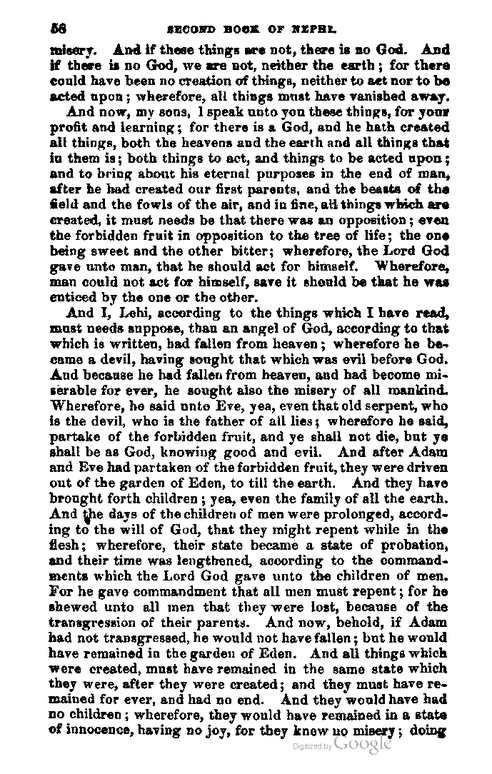 56 SECOND BOOK OF NEPHI.
misery. And if these things are not, there is no God. And
if there is no God, we are not, neither the earth; for there
could have been no creation of things, neither to act nor to be
acted upon; wherefore, all things must have vanished away.
And now, my sons, I speak unto you these things, for your
profit and learning; for there is a God, and he hath created
all things, both the heavens and the earth and all things that
in them is; both things to act, and things to be acted upon;
and to bring about his eternal purposes in the end of man,
after he had created our first parents, and the beasts of the
field and the fowls of the air, and in fine, all things which are
created, it must needs be that there was an opposition; even
the forbidden fruit in opposition to the tree of life; the one
being sweet and the other bitter; wherefore, the Lord God
gave unto man, that he should act for himself. Wherefore,
man could not act for himself, save it should be that he was
enticed by the one or the other.
And I, Lehi, according to the things which I have read,
must needs suppose, than an angel of God, according to that
which is written, had fallen from heaven; wherefore he be-
came a devil, having sought that which was evil before God.
And because he had fallen from heaven, and had become mi-
serable for ever, he sought also the misery of all mankind.
Wherefore, he said unto Eve, yea, even that old serpent, who
is the devil, who is the father of all lies; wherefore he said,
partake of the forbidden fruit, and ye shall not die, but ye
shall be as God, knowing good and evil. And after Adam
and Eve had partaken of the forbidden fruit, they were driven
out of the garden of Eden, to till the earth. And they have
brought forth children; yea, even the family of all the earth.
And the days of the children of men were prolonged, accord-
ing to the will of God, that they might repent while in the
flesh; wherefore, their state became a state of probation,
and their time was lengthened, according to the command-
ments which the Lord God gave unto the children of men.
For he gave commandment that all men must repent; for he
shewed unto all men that they were lost, because of the
transgression of their parents. And now, behold, if Adam
had not transgressed, he would not have fallen; but he would
have remained in the garden of Eden. And all things which
were created, must have remained in the same state which
they were, after they were created; and they must have re-
mained for ever, and had no end. And they would have had
no children; wherefore, they would have remained in a state
of innocence, having no joy, for they knew no misery; doing
Digitized by Google